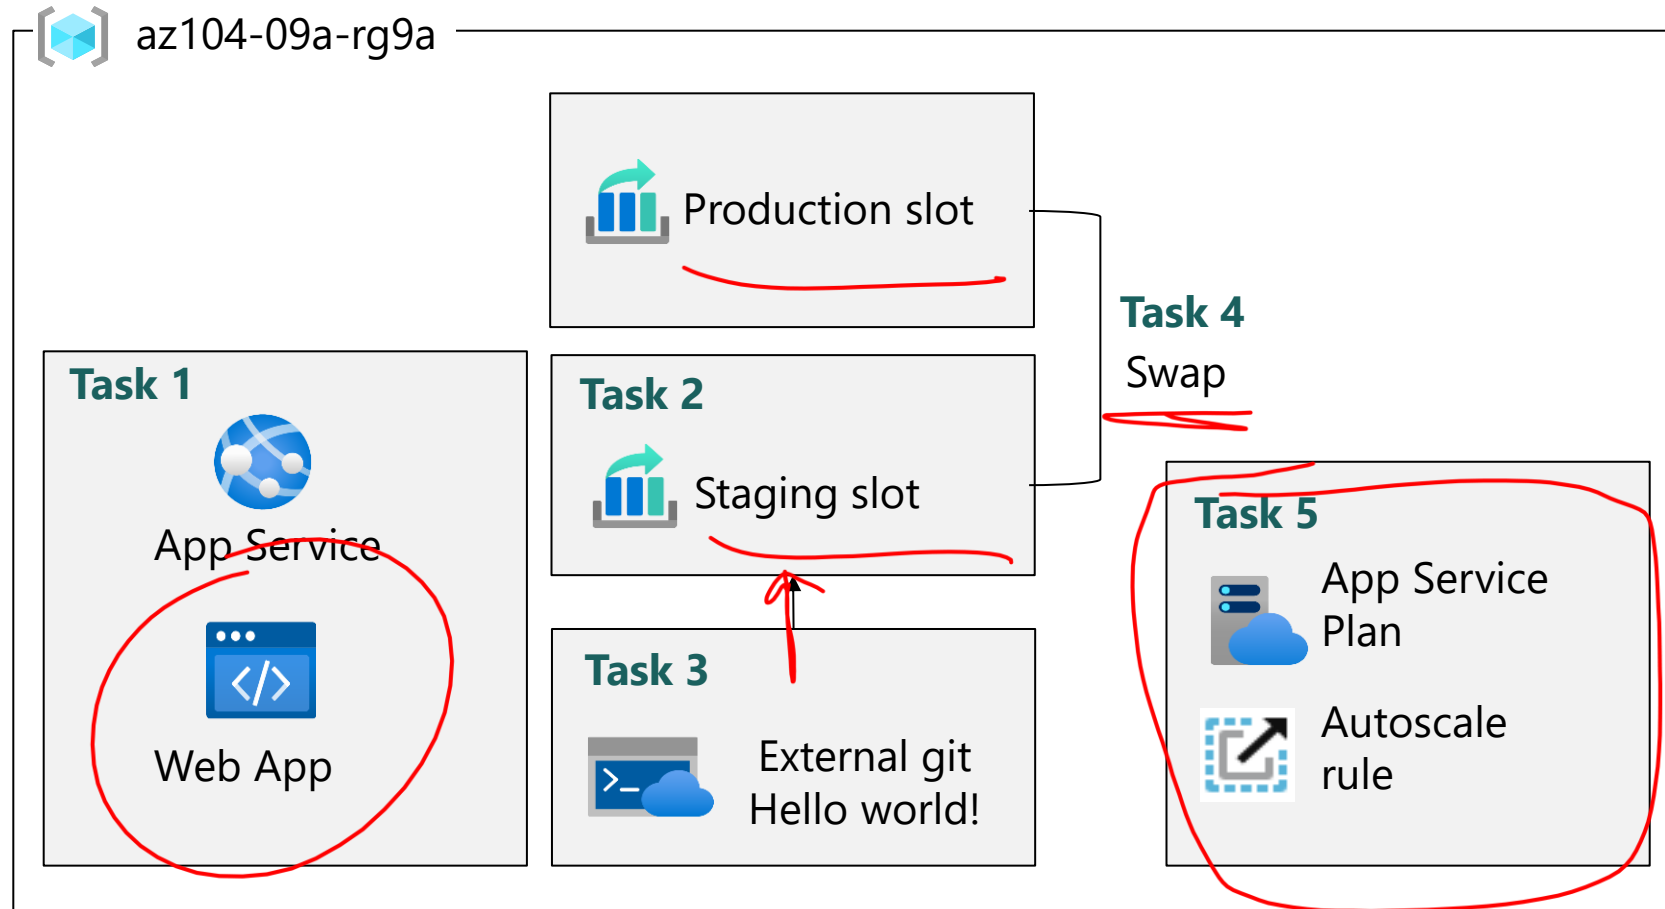 az104-09a-rg9a
Production slot
Task 4
Swap
Task 1
App Service
Web App
Task 2
Staging slot
Task 3
External git
Hello world!
Task 5
App Service
Plan
Autoscale
rule